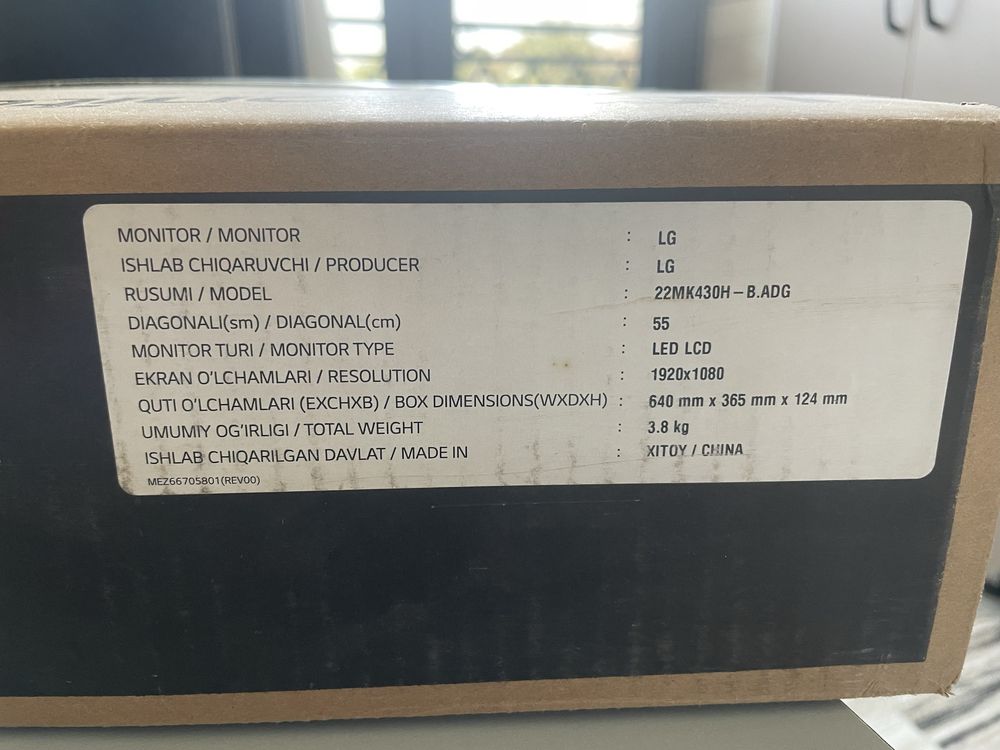 MONITOR / MONITOR : LG
ISHLAB CHIQARUVCHI / PRODUCER : LG
RUSUMI / MODEL : 22MK430H-B.ADG
DIAGONALI(sm) / DIAGONAL(cm) : 55
MONITOR TURI / MONITOR TYPE : LED LCD
EKRAN O'LCHAMLARI / RESOLUTION : 1920x1080
QUTI O'LCHAMLARI (EXCHXB) / BOX DIMENSIONS(WXDXH) : 640 mm x 365 mm x 124 mm
UMUMIY OG'IRLIGI / TOTAL WEIGHT : 3.8 kg
ISHLAB CHIQARILGAN DAVLAT / MADE IN : XITOY / CHINA
MEZ66705801(REV00)